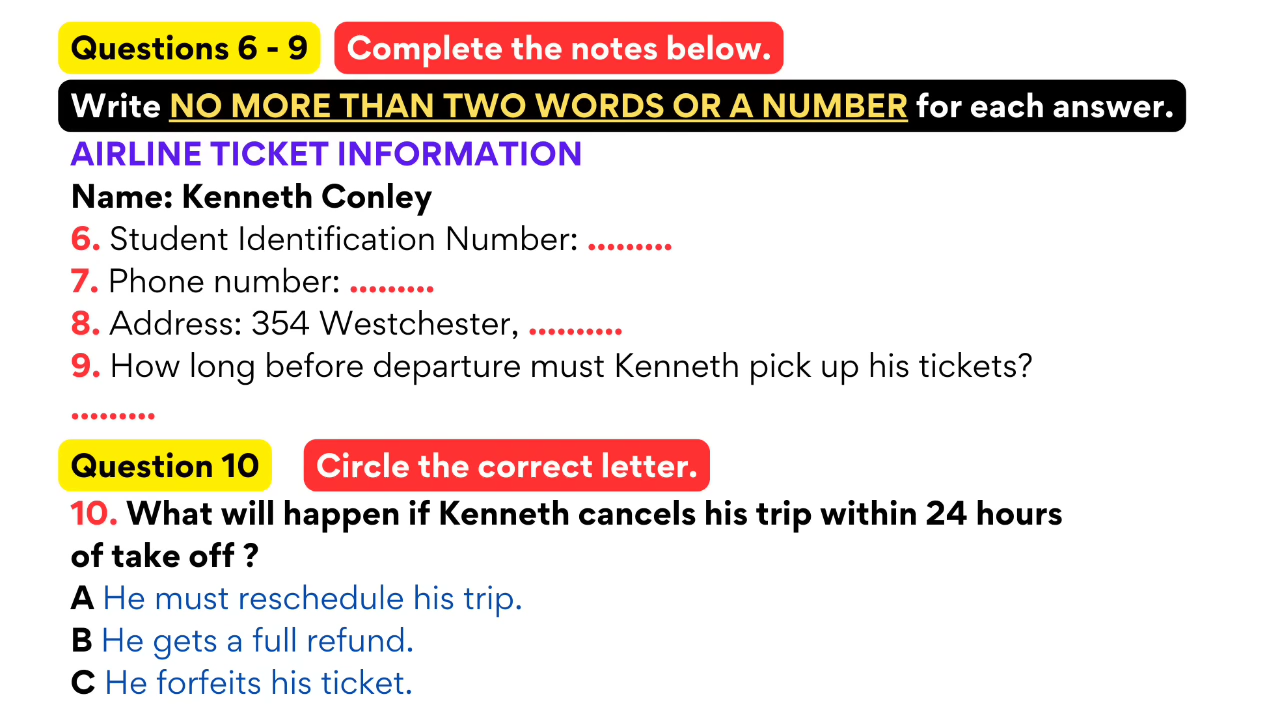 Questions 6 - 9 Complete the notes below.
Write NO MORE THAN TWO WORDS OR A NUMBER for each answer.
AIRLINE TICKET INFORMATION
Name: Kenneth Conley
6. Student Identification Number: .........
7. Phone number: .........
8. Address: 354 Westchester, ..........
9. How long before departure must Kenneth pick up his tickets?
.........
Question 10 Circle the correct letter.
10. What will happen if Kenneth cancels his trip within 24 hours
of take off ?
A He must reschedule his trip.
B He gets a full refund.
C He forfeits his ticket.